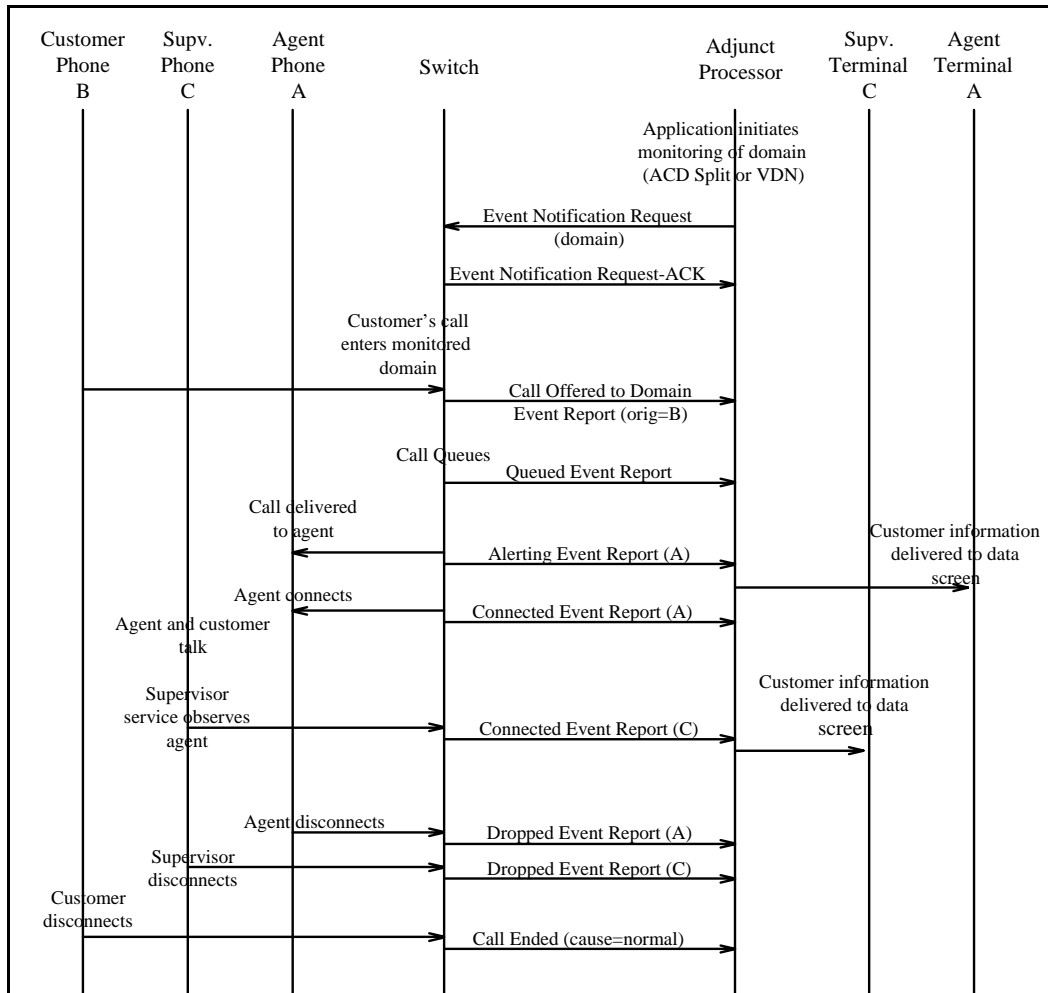 Customer
Phone
B
Supv.
Phone
C
Agent
Phone
A
Switch
Adjunct
Processor
Supv.
Terminal
C
Agent
Terminal
A
Application initiates
monitoring of domain
(ACD Split or VDN)
Event Notification Request
(domain)
Event Notification Request-ACK
Customer’s call
enters monitored
domain
Call Offered to Domain
Event Report (orig=B)
Call Queues
Queued Event Report
Call delivered
to agent
Alerting Event Report (A)
Customer information
delivered to data
screen
Agent connects
Connected Event Report (A)
Agent and customer
talk
Supervisor
service observes
agent
Connected Event Report (C)
Customer information
delivered to data
screen
Agent disconnects
Dropped Event Report (A)
Supervisor
disconnects
Dropped Event Report (C)
Customer
disconnects
Call Ended (cause=normal)